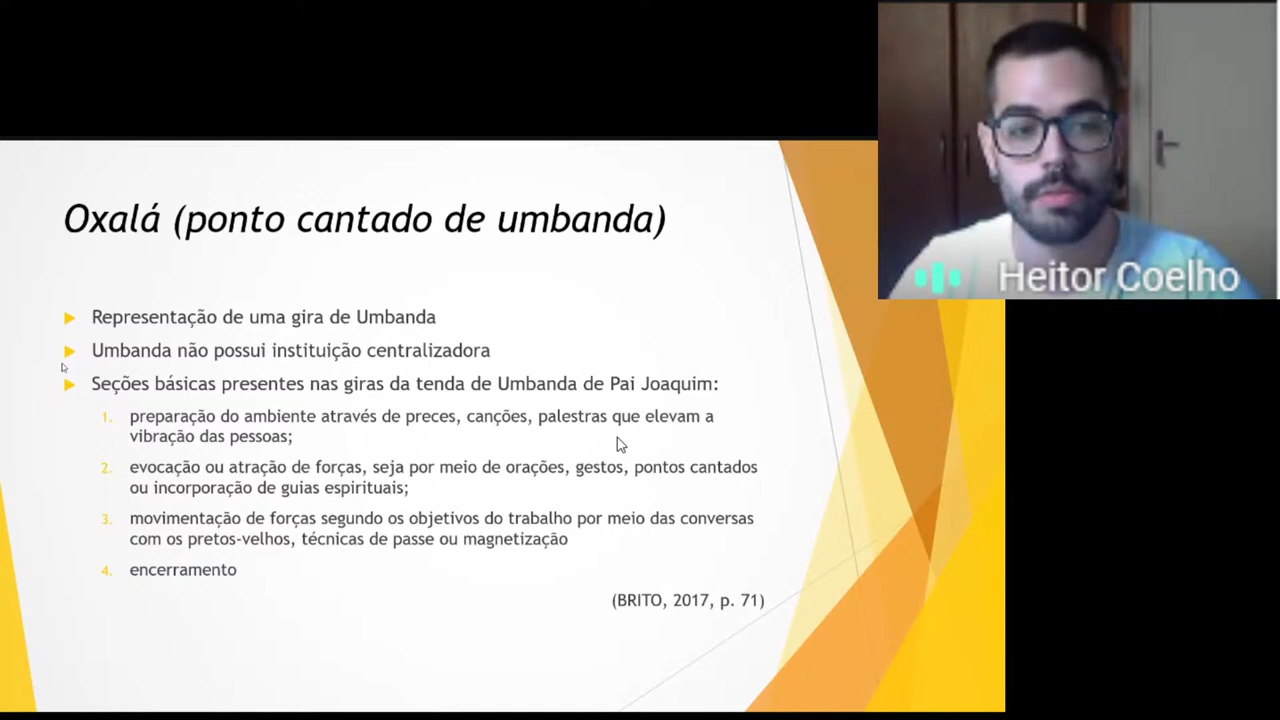 Oxalá (ponto cantado de umbanda)
Heitor Coelho
Representação de uma gira de Umbanda
Umbanda não possui instituição centralizadora
Seções básicas presentes nas giras da tenda de Umbanda de Pai Joaquim:
1. preparação do ambiente através de preces, canções, palestras que elevam a
vibração das pessoas;
2. evocação ou atração de forças, seja por meio de orações, gestos, pontos cantados
ou incorporação de guias espirituais;
3. movimentação de forças segundo os objetivos do trabalho por meio das conversas
com os pretos-velhos, técnicas de passe ou magnetização
4. encerramento
(BRITO, 2017, p. 71)